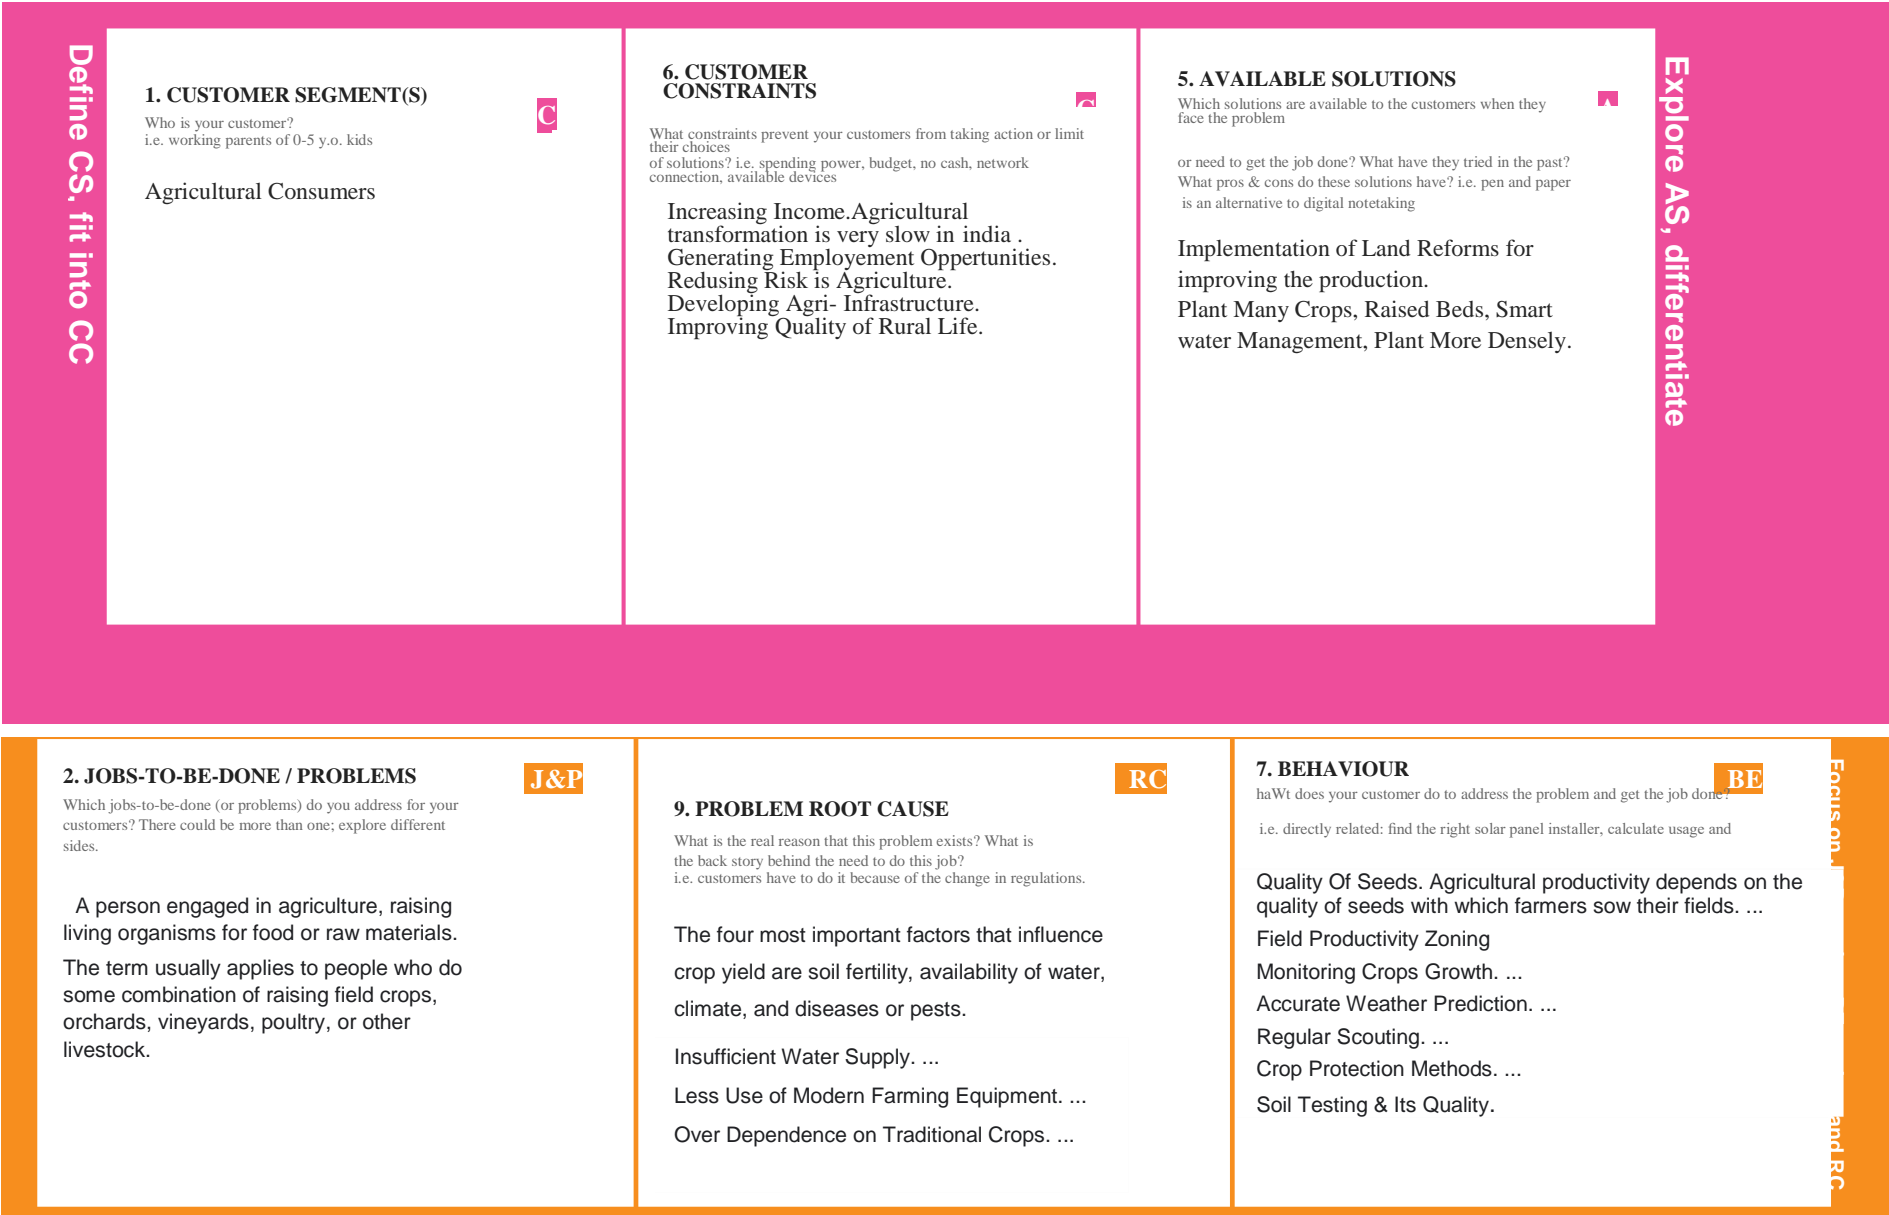 Define CS, fit into CC
1. CUSTOMER SEGMENT(S)
C
Who is your customer?
i.e. working parents of 0-5 y.o. kids
Agricultural Consumers
6. CUSTOMER
CONSTRAINTS
What constraints prevent your customers from taking action or limit
their choices
of solutions? i.e. spending power, budget, no cash, network
connection, available devices
Increasing Income.Agricultural
transformation is very slow in india .
Generating Employement Oppertunities.
Redusing Risk is Agriculture.
Developing Agri- Infrastructure.
Improving Quality of Rural Life.
5. AVAILABLE SOLUTIONS
Which solutions are available to the customers when they
face the problem
or need to get the job done? What have they tried in the past?
What pros & cons do these solutions have? i.e. pen and paper
is an alternative to digital notetaking
Implementation of Land Reforms for
improving the production.
Plant Many Crops, Raised Beds, Smart
water Management, Plant More Densely.
Explore AS, differentiate
2. JOBS-TO-BE-DONE / PROBLEMS
J&P
Which jobs-to-be-done (or problems) do you address for your
customers? There could be more than one; explore different
sides.
A person engaged in agriculture, raising
living organisms for food or raw materials.
The term usually applies to people who do
some combination of raising field crops,
orchards, vineyards, poultry, or other
livestock.
9. PROBLEM ROOT CAUSE
RC
What is the real reason that this problem exists? What is
the back story behind the need to do this job?
i.e. customers have to do it because of the change in regulations.
The four most important factors that influence
crop yield are soil fertility, availability of water,
climate, and diseases or pests.
Insufficient Water Supply. ...
Less Use of Modern Farming Equipment. ...
Over Dependence on Traditional Crops. ...
7. BEHAVIOUR
BE
haWt does your customer do to address the problem and get the job done?
i.e. directly related: find the right solar panel installer, calculate usage and
Quality Of Seeds. Agricultural productivity depends on the
quality of seeds with which farmers sow their fields. ...
Field Productivity Zoning
Monitoring Crops Growth. ...
Accurate Weather Prediction. ...
Regular Scouting. ...
Crop Protection Methods. ...
Soil Testing & Its Quality.
Focus on
and RC